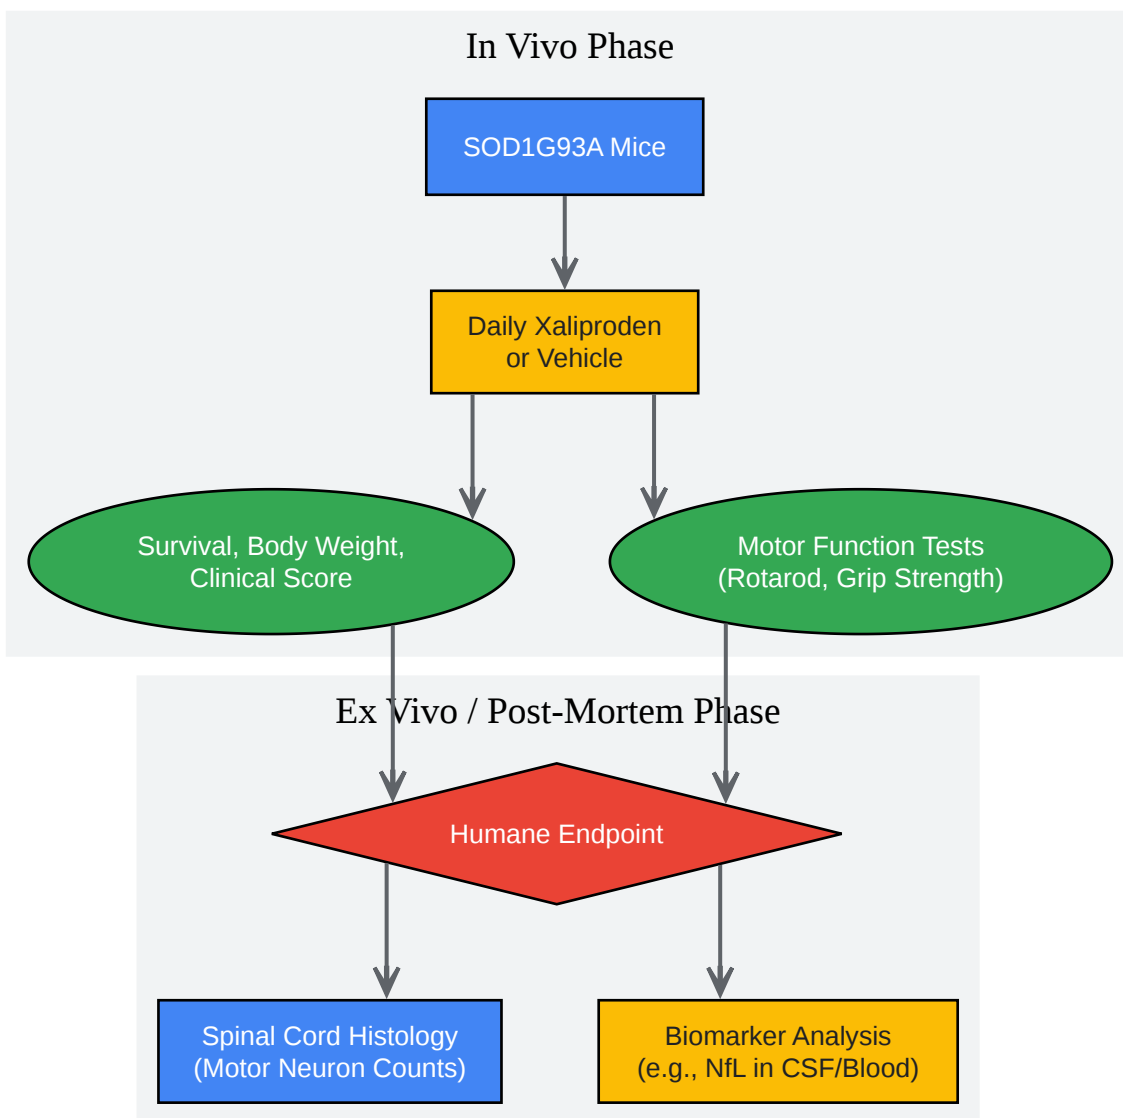 In Vivo Phase
SOD1G93A Mice
Daily Xaliproden
or Vehicle
Survival, Body Weight,
Clinical Score
Motor Function Tests
(Rotarod, Grip Strength)
Ex Vivo / Post-Mortem Phase
Humane Endpoint
Spinal Cord Histology
(Motor Neuron Counts)
Biomarker Analysis
(e.g., NfL in CSF/Blood)